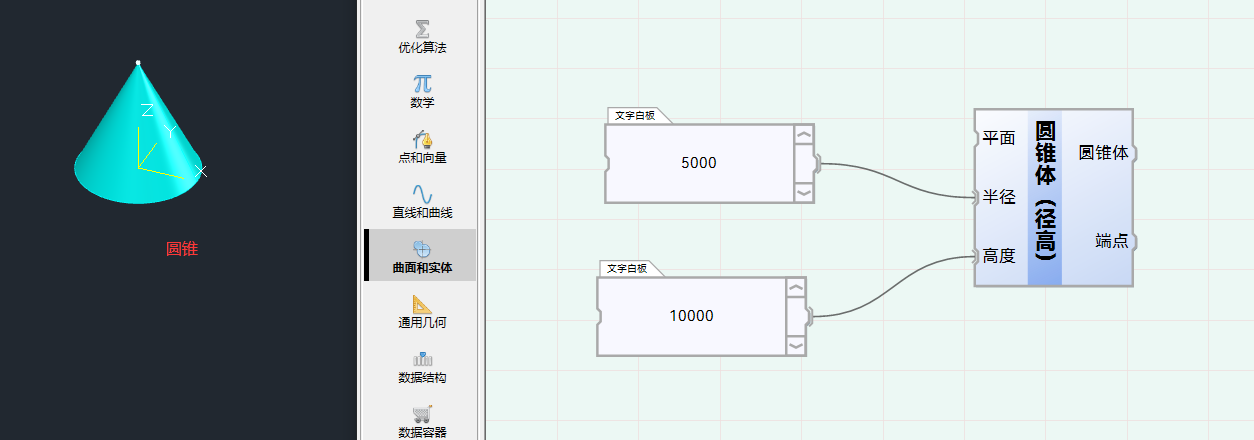 Z
Y
X
圆锥
优化算法
数学
点和向量
直线和曲线
曲面和实体
通用几何
数据结构
数据容器
文字白板
5000
文字白板
10000
平面
半径
高度
圆锥体（径高）
圆锥体
端点